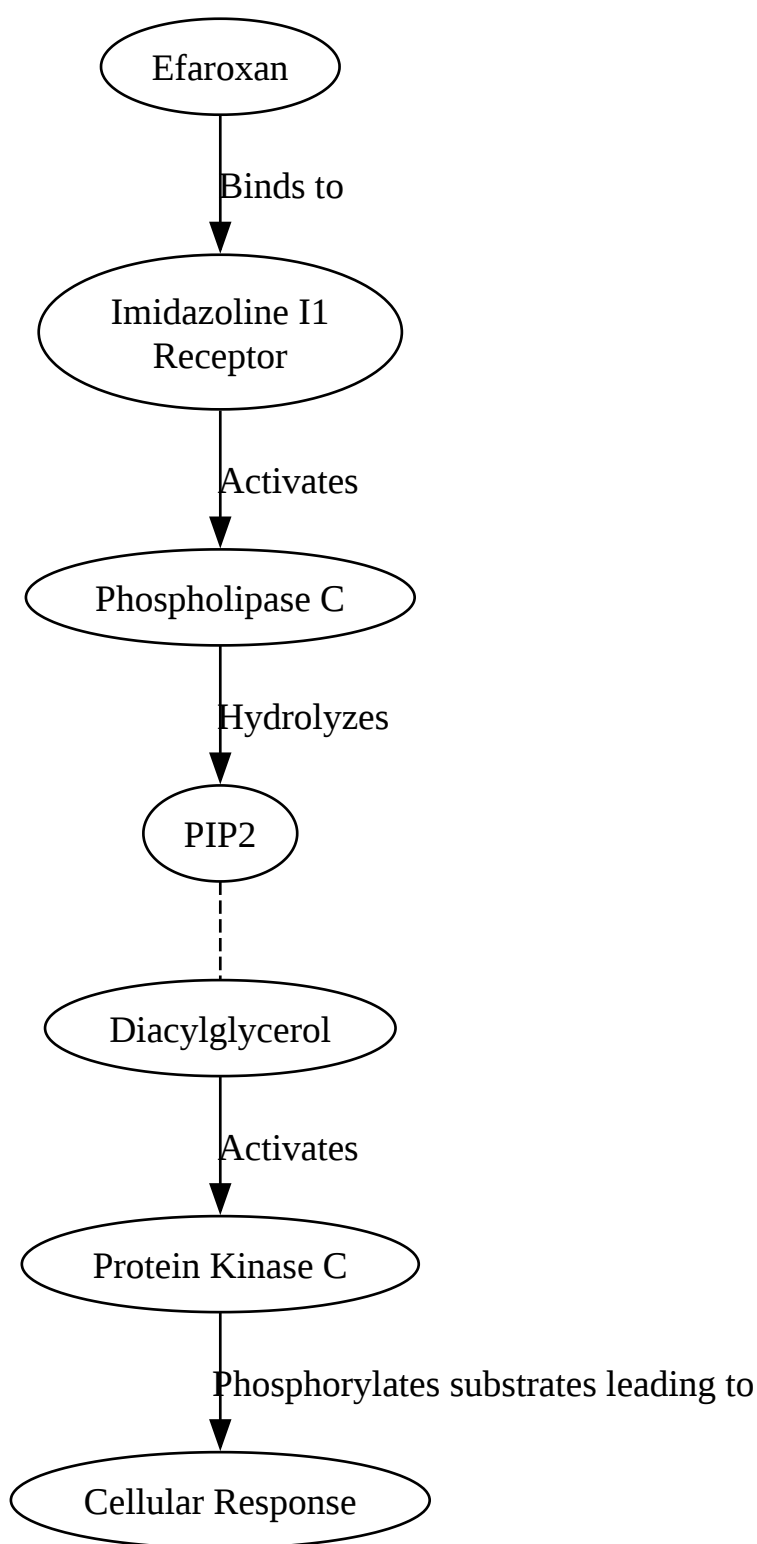 Efaroxan
Binds to
Imidazoline I1
Receptor
Activates
Phospholipase C
Hydrolyzes
PIP2
Diacylglycerol
Activates
Protein Kinase C
Phosphorylates substrates leading to
Cellular Response